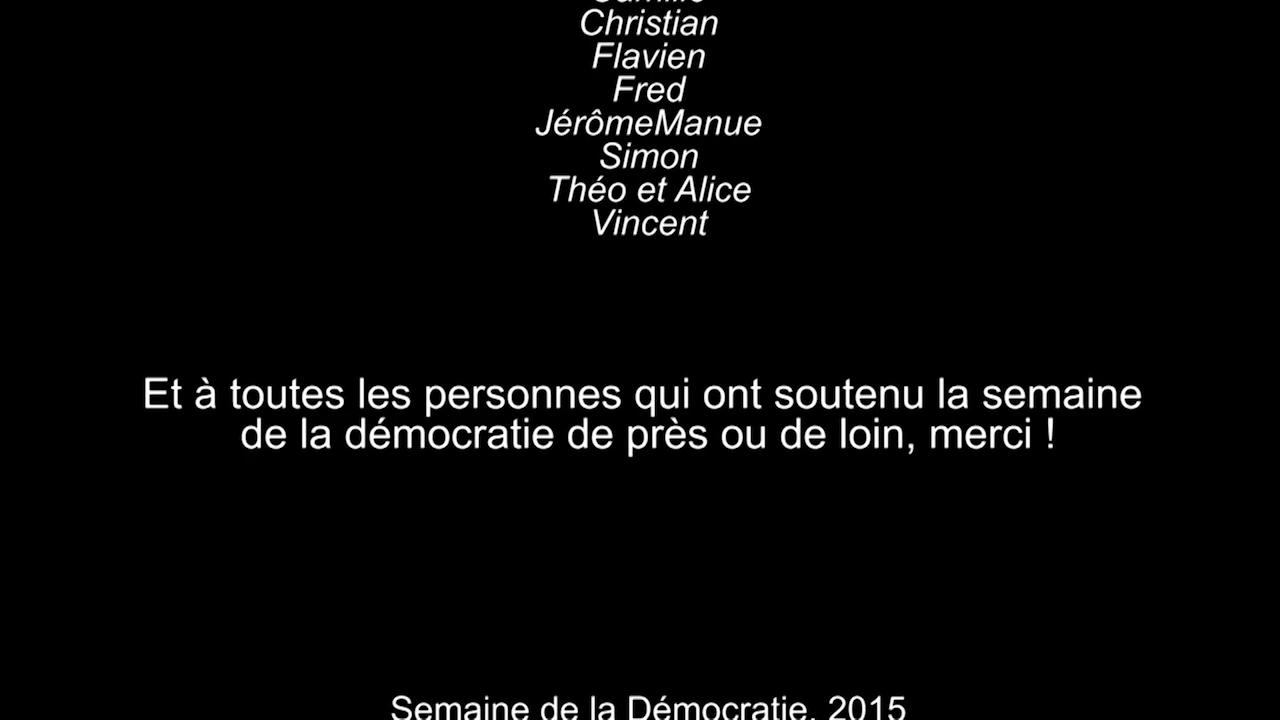 Christian
Flavien
Fred
JérômeManue
Simon
Théo et Alice
Vincent
Et à toutes les personnes qui ont soutenu la semaine
de la démocratie de près ou de loin, merci !
Semaine de la Démocratie, 2015